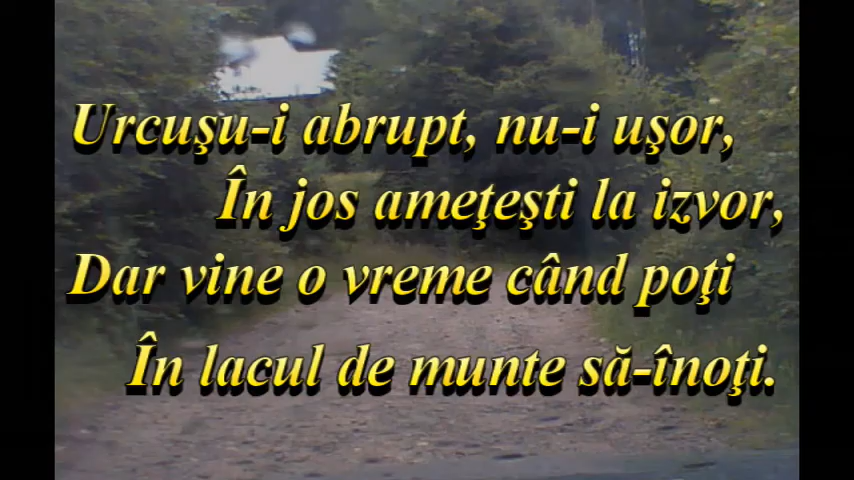 Urcuşu-i abrupt, nu-i uşor,
În jos ameţeşti la izvor,
Dar vine o vreme când poţi
În lacul de munte să-înoţi.